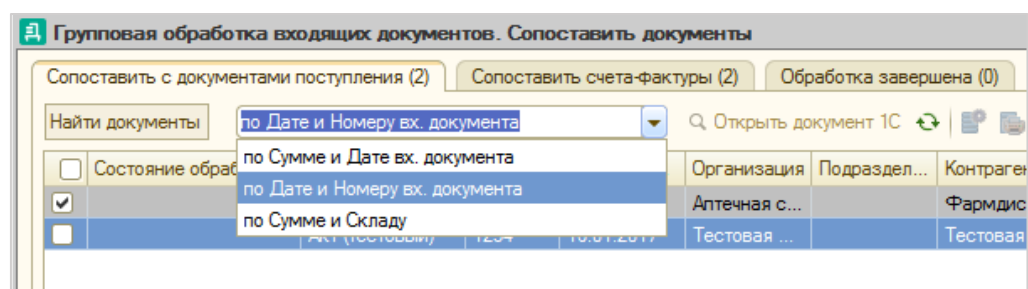 Групповая обработка входящих документов. Сопоставить документы
Сопоставить с документами поступления (2) Сопоставить счета-фактуры (2) Обработка завершена (0)
Найти документы по Дате и Номеру вх. документа Открыть документ 1С
по Сумме и Дате вх. документа
по Дате и Номеру вх. документа
по Сумме и Складу
Состояние обраб Организация Подраздел... Контраген
Аптечная с... Фармдис
Тестовая ... Тестовая